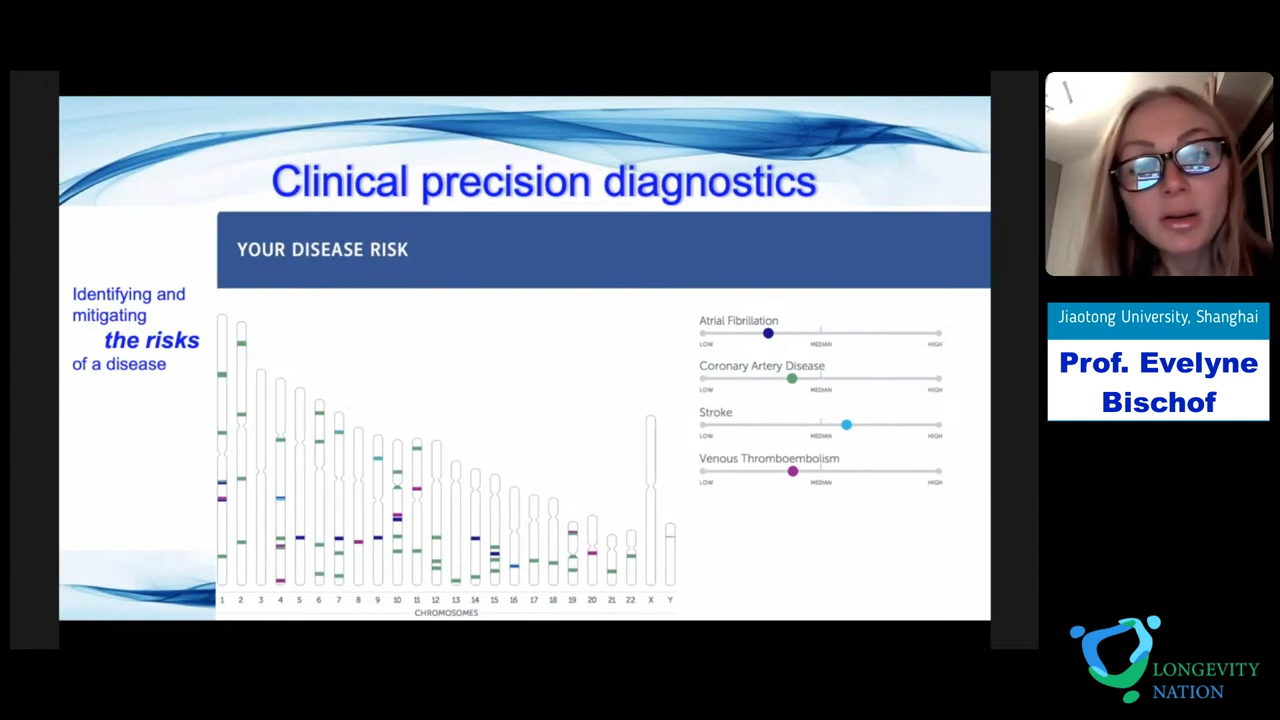 Clinical precision diagnostics
YOUR DISEASE RISK
Identifying and
mitigating
the risks
of a disease
Atrial Fibrillation
LOW MEDIAN HIGH
Coronary Artery Disease
LOW MEDIAN HIGH
Stroke
LOW MEDIAN HIGH
Venous Thromboembolism
LOW MEDIAN HIGH
1 2 3 4 5 6 7 8 9 10 11 12 13 14 15 16 17 18 19 20 21 22 X Y
CHROMOSOMES
Jiaotong University, Shanghai
Prof. Evelyne
Bischof
LONGEVITY
NATION